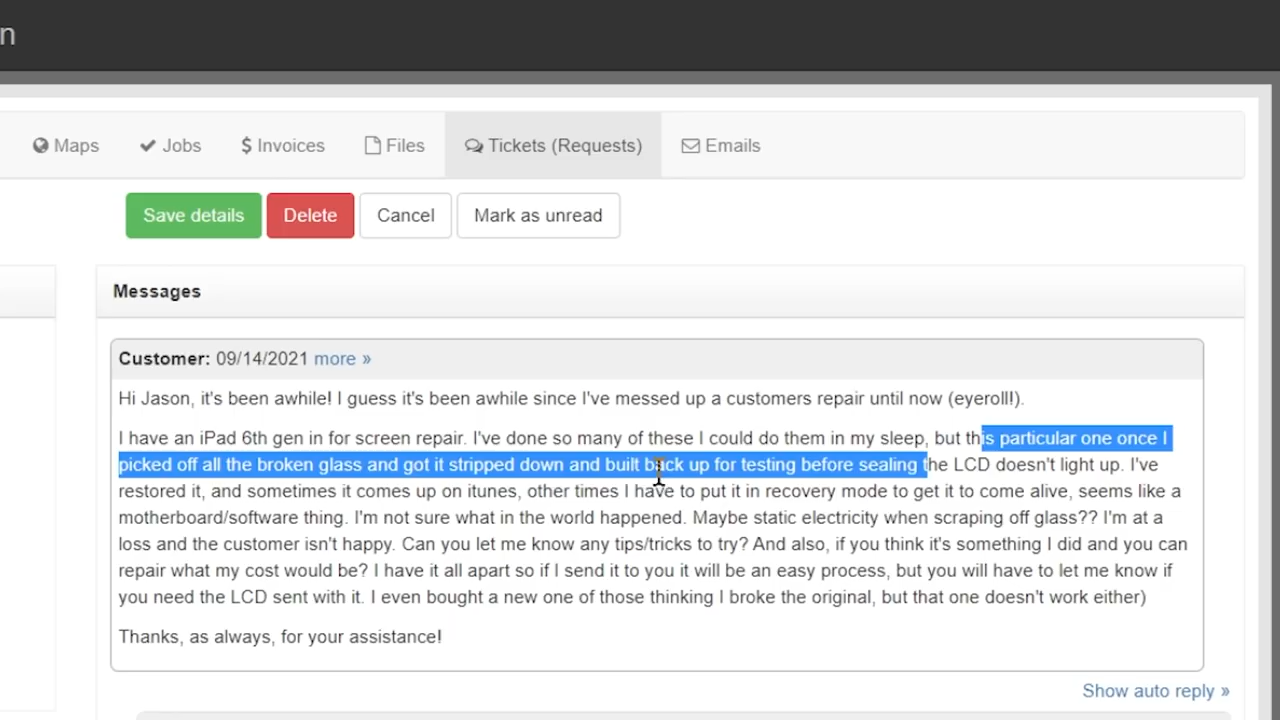 n
Maps Jobs $ Invoices Files Tickets (Requests) Emails
Save details Delete Cancel Mark as unread
Messages
Customer: 09/14/2021 more »
Hi Jason, it's been awhile! I guess it's been awhile since I've messed up a customers repair until now (eyeroll!).
I have an iPad 6th gen in for screen repair. I've done so many of these I could do them in my sleep, but this particular one once I
picked off all the broken glass and got it stripped down and built back up for testing before sealing the LCD doesn't light up. I've
restored it, and sometimes it comes up on itunes, other times I have to put it in recovery mode to get it to come alive, seems like a
motherboard/software thing. I'm not sure what in the world happened. Maybe static electricity when scraping off glass?? I'm at a
loss and the customer isn't happy. Can you let me know any tips/tricks to try? And also, if you think it's something I did and you can
repair what my cost would be? I have it all apart so if I send it to you it will be an easy process, but you will have to let me know if
you need the LCD sent with it. I even bought a new one of those thinking I broke the original, but that one doesn't work either)
Thanks, as always, for your assistance!
Show auto reply »